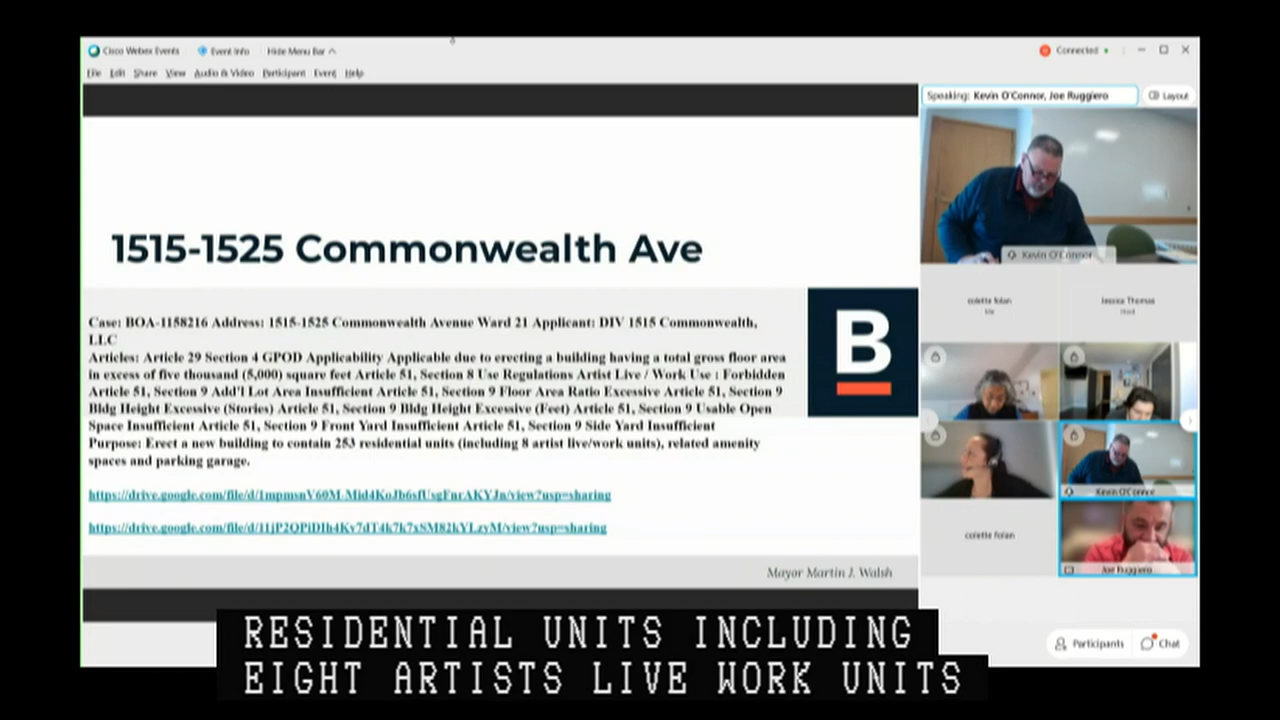 Cisco Webex Events Event Info Hide Menu Bar
Connected
File Edit Share View Audio & Video Participant Event Help
Speaking: Kevin O'Connor, Joe Ruggiero
Layout
1515-1525 Commonwealth Ave
Case: BOA-1158216 Address: 1515-1525 Commonwealth Avenue Ward 21 Applicant: DIV 1515 Commonwealth,
LLC
Articles: Article 29 Section 4 GPOD Applicability Applicable due to erecting a building having a total gross floor area
in excess of five thousand (5,000) square feet Article 51, Section 8 Use Regulations Artist Live / Work Use : Forbidden
Article 51, Section 9 Add'l Lot Area Insufficient Article 51, Section 9 Floor Area Ratio Excessive Article 51, Section 9
Bldg Height Excessive (Stories) Article 51, Section 9 Bldg Height Excessive (Feet) Article 51, Section 9 Usable Open
Space Insufficient Article 51, Section 9 Front Yard Insufficient Article 51, Section 9 Side Yard Insufficient
Purpose: Erect a new building to contain 253 residential units (including 8 artist live/work units), related amenity
spaces and parking garage.
B
Mayor Martin J. Walsh
Kevin O'Connor
colette folan
Me
Jessica Thomas
Host
Kevin O'Connor
colette folan
Joe Ruggiero
Participants
Chat
RESIDENTIAL UNITS INCLUDING
EIGHT ARTISTS LIVE WORK UNITS